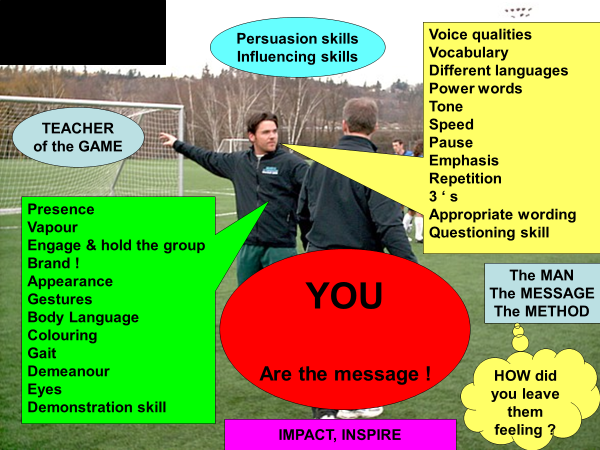 Persuasion skills
Influencing skills
Voice qualities
Vocabulary
Different languages
Power words
Tone
Speed
Pause
Emphasis
Repetition
3 ‘ s
Appropriate wording
Questioning skill
TEACHER
of the GAME
Presence
Vapour
Engage & hold the group
Brand !
Appearance
Gestures
Body Language
Colouring
Gait
Demeanour
Eyes
Demonstration skill
YOU
Are the message !
The MAN
The MESSAGE
The METHOD
HOW did
you leave
them
feeling ?
IMPACT, INSPIRE